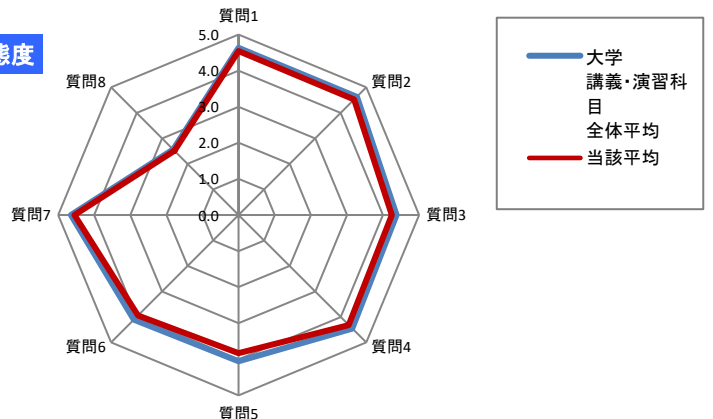 質問1
5.0
態度
質問8
4.0
質問2
3.0
2.0
1.0
質問7
0.0
質問3
質問6
質問4
質問5
大学
講義・演習科
目
全体平均
当該平均